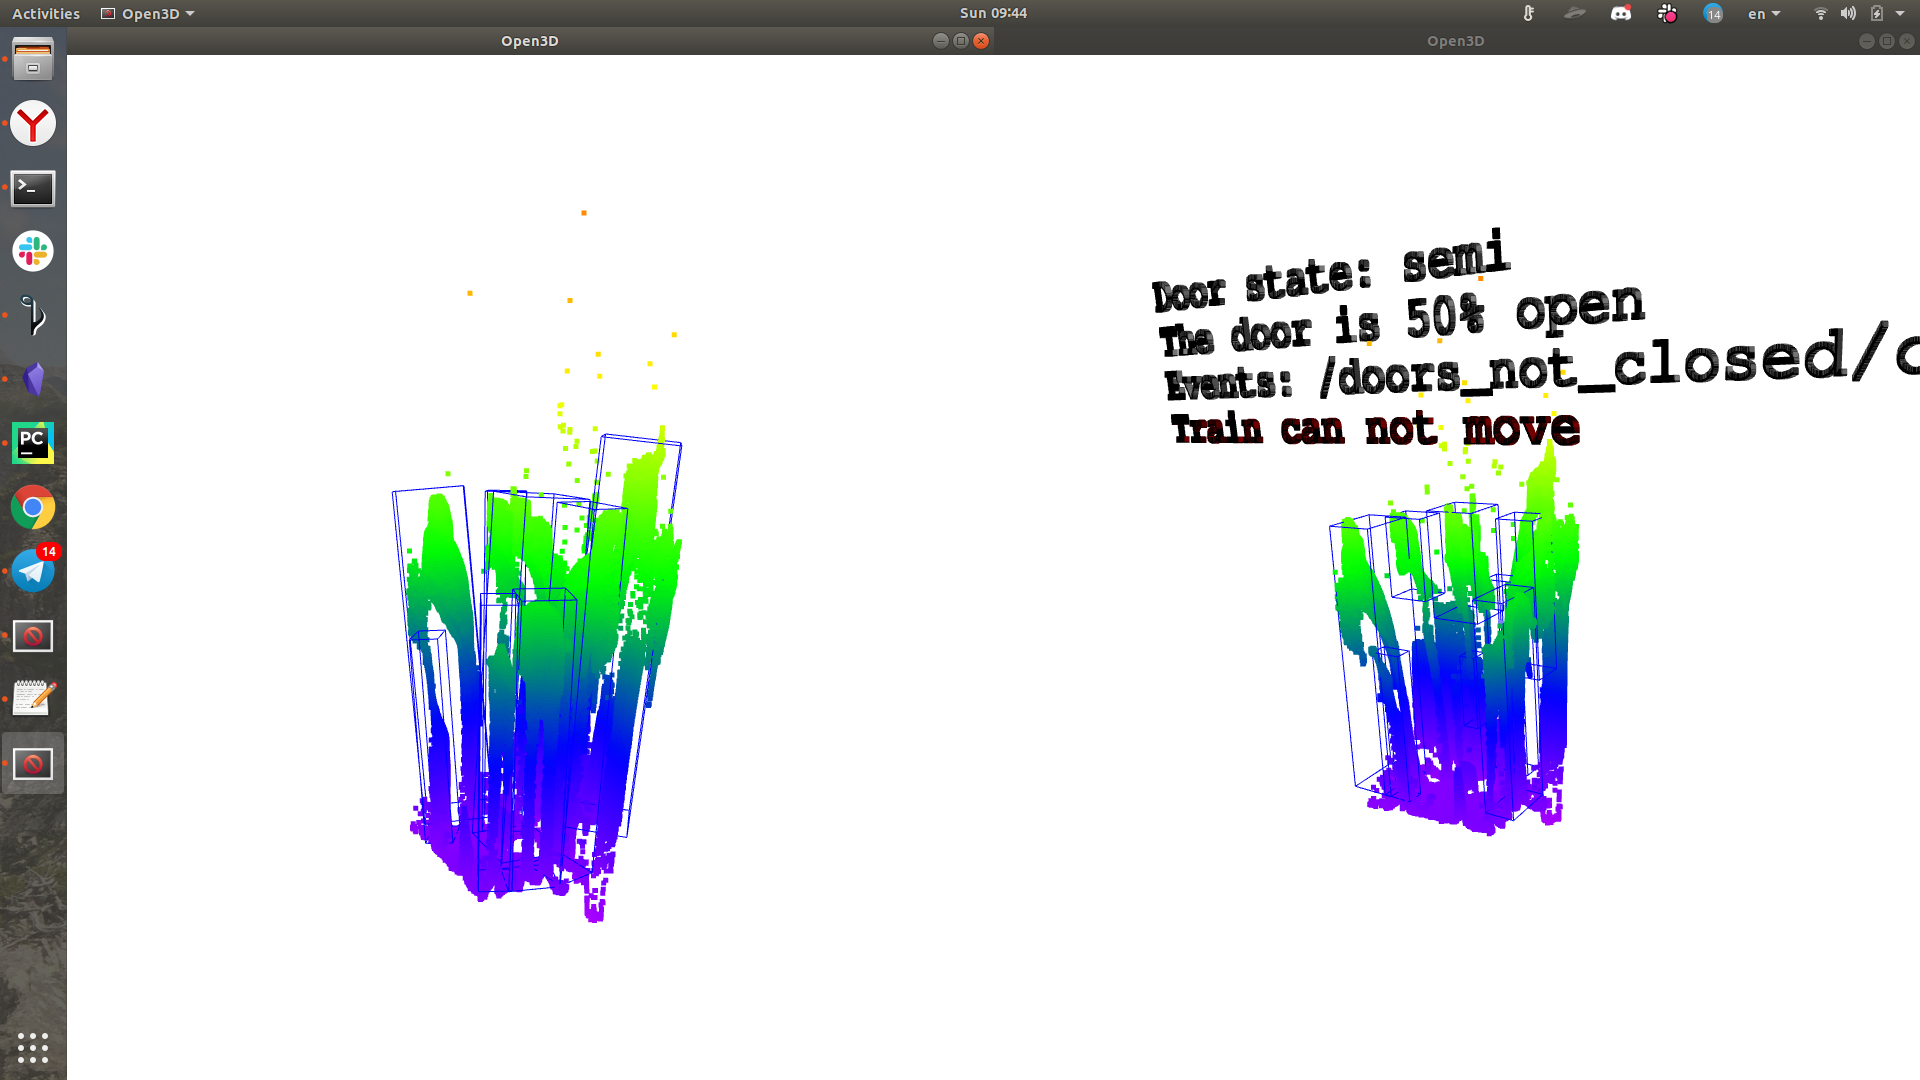 Activities Open3D Sun 09:44 14 en
Open3D Open3D
Door state: semi
The door is 50% open
Events: /doors_not_closed/
Train can not move
PC
14